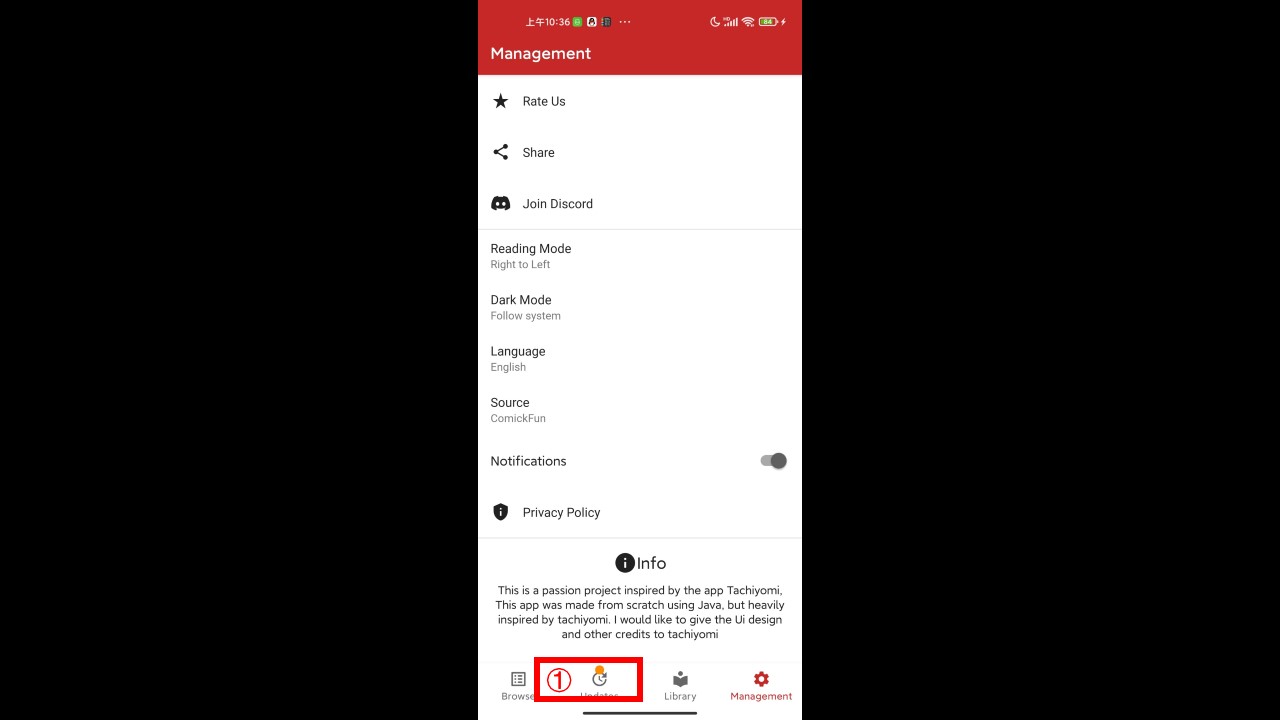 上午10:36
84
Management
Rate Us
Share
Join Discord
Reading Mode
Right to Left
Dark Mode
Follow system
Language
English
Source
ComickFun
Notifications
Privacy Policy
Info
This is a passion project inspired by the app Tachiyomi,
This app was made from scratch using Java, but heavily
inspired by tachiyomi. I would like to give the Ui design
and other credits to tachiyomi
①
Browse Updates Library Management